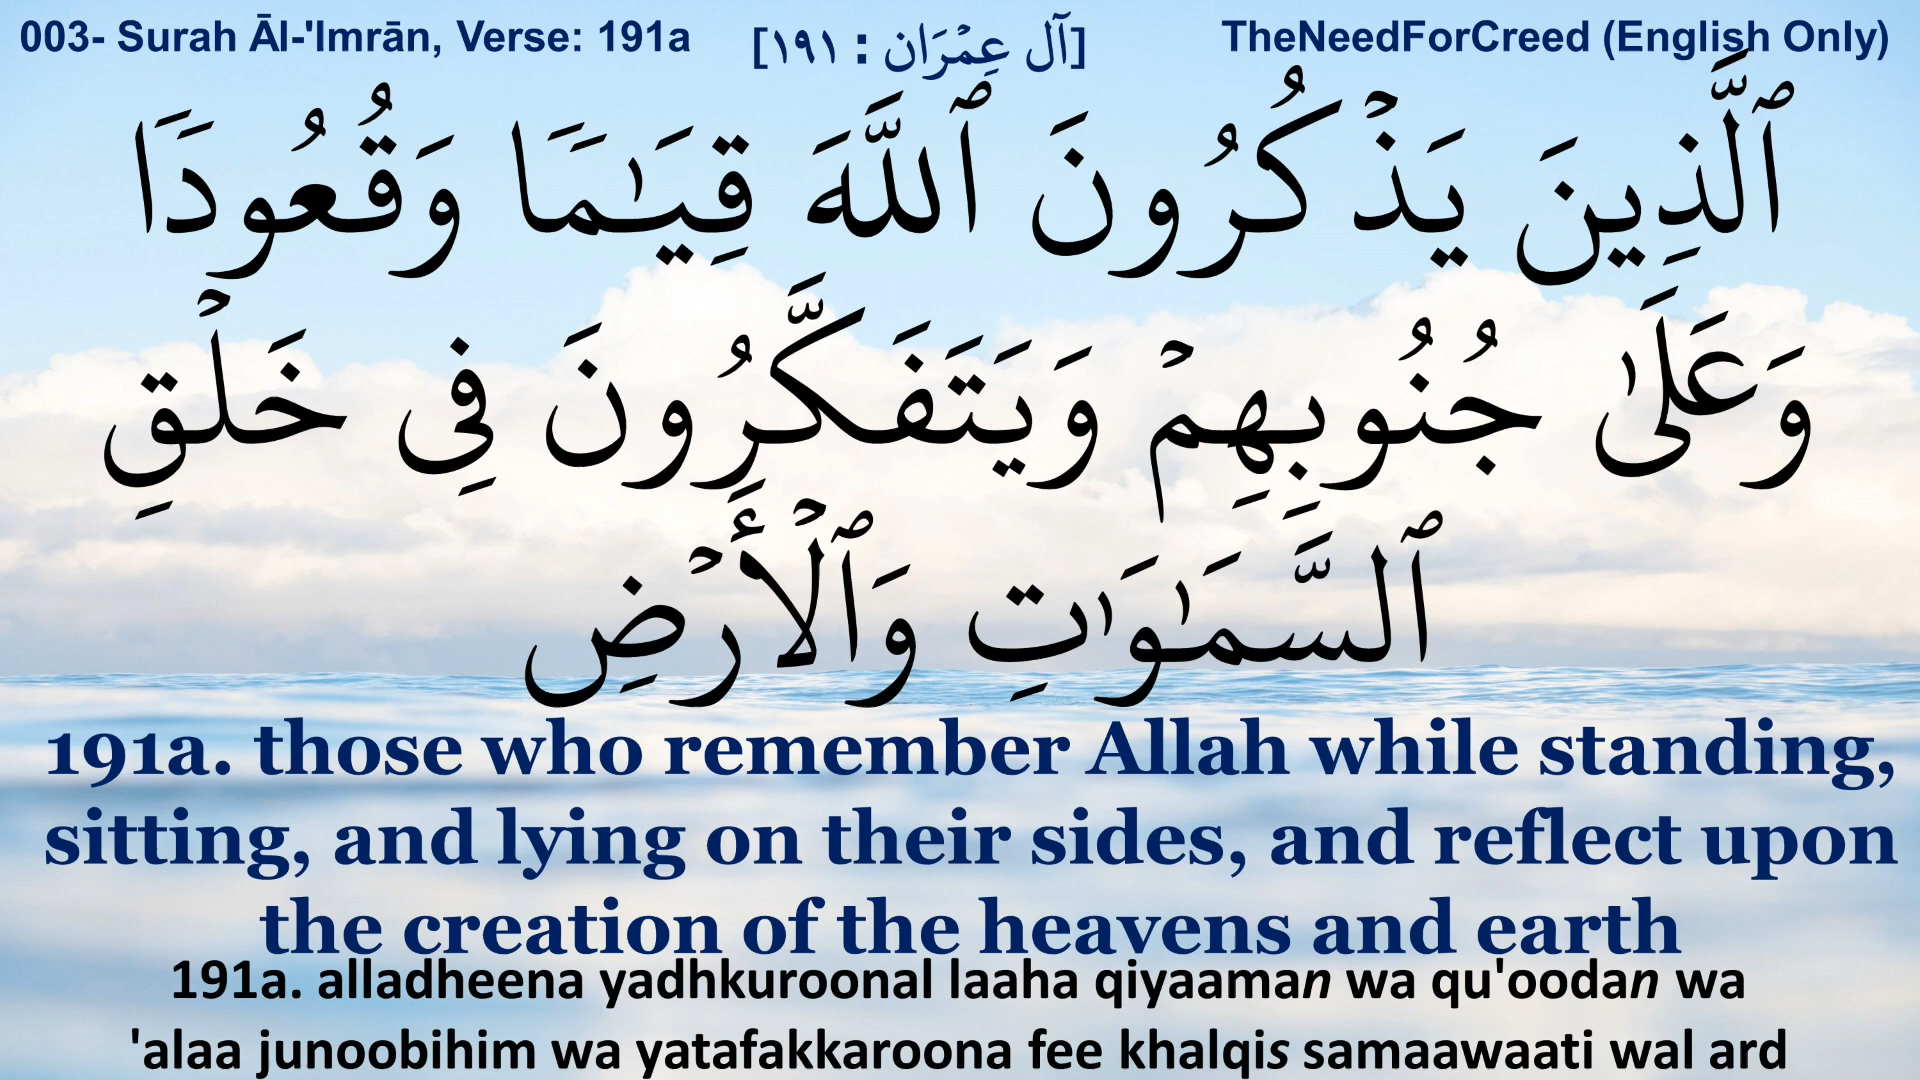 003- Surah Āl-'Imrān, Verse: 191a
[آل عِمْرَان : ١٩١]
TheNeedForCreed (English Only)
ٱلَّذِينَ يَذۡكُرُونَ ٱللَّهَ قِيَٰمٗا وَقُعُودٗا
وَعَلَىٰ جُنُوبِهِمۡ وَيَتَفَكَّرُونَ فِي خَلۡقِ
ٱلسَّمَٰوَٰتِ وَٱلۡأَرۡضِ
191a. those who remember Allah while standing,
sitting, and lying on their sides, and reflect upon
the creation of the heavens and earth
191a. alladheena yadhkuroonal laaha qiyaaman wa qu'oodan wa
'alaa junoobihim wa yatafakkaroona fee khalqis samaawaati wal ard